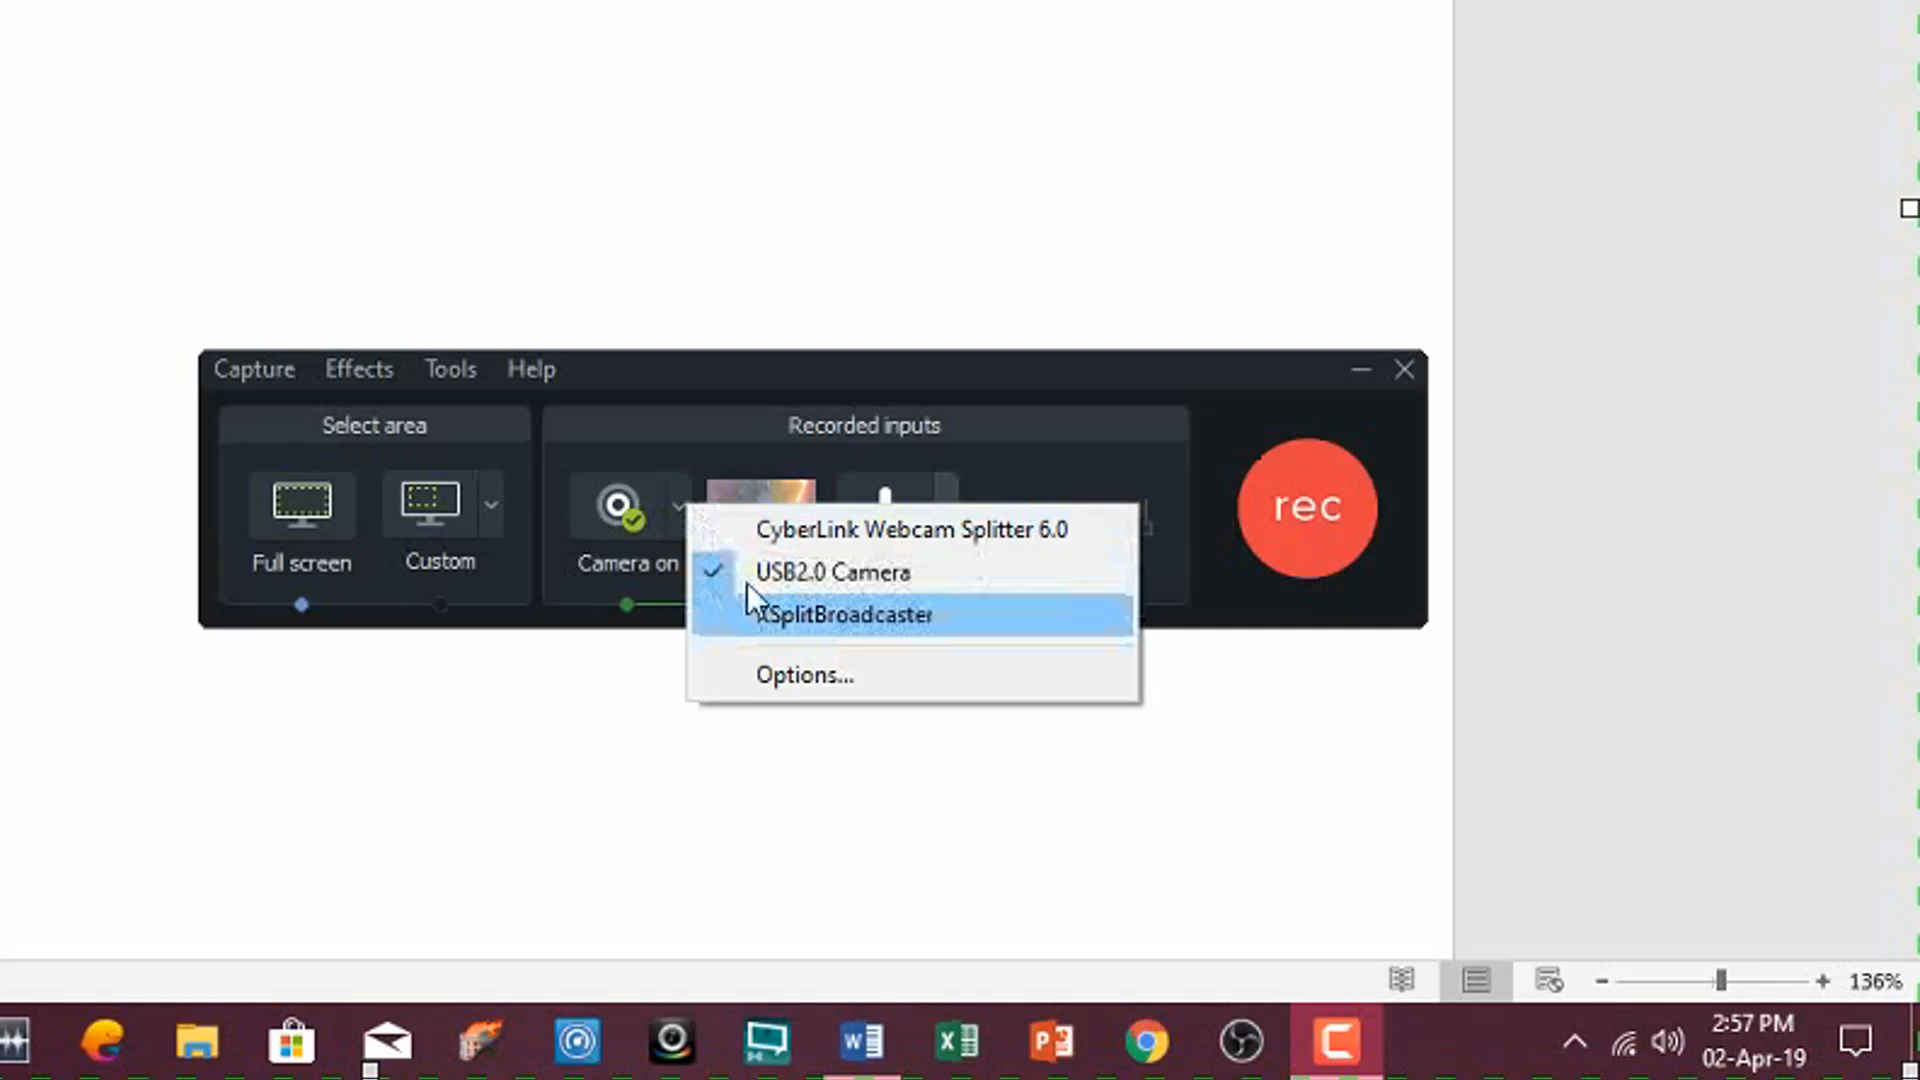 Capture Effects Tools Help
Select area
Recorded inputs
Full screen
Custom
Camera on
rec
CyberLink Webcam Splitter 6.0
USB2.0 Camera
XSplitBroadcaster
Options...
136%
2:57 PM
02-Apr-19